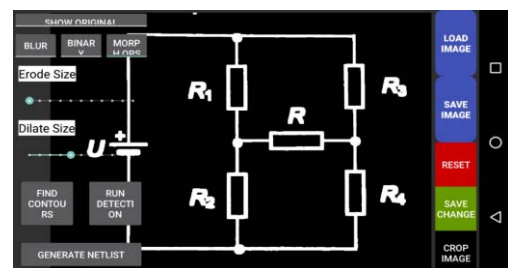 SHOW ORIGINAL
BLUR
BINAR
Y
MORP
H OPS
Erode Size
Dilate Size
FIND
CONTOU
RS
RUN
DETECTI
ON
GENERATE NETLIST
U
+
R1
R2
R
R3
R4
LOAD
IMAGE
SAVE
IMAGE
RESET
SAVE
CHANGE
CROP
IMAGE